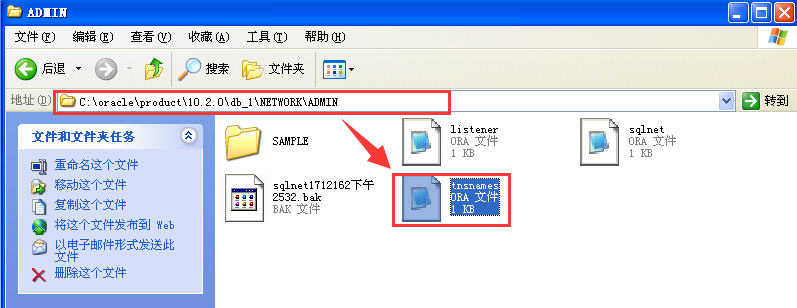 ADMIN
文件(F) 编辑(E) 查看(V) 收藏(A) 工具(T) 帮助(H)
后退 搜索 文件夹
地址(D) C:\oracle\product\10.2.0\db_1\NETWORK\ADMIN 转到
文件和文件夹任务
重命名这个文件
移动这个文件
复制这个文件
将这个文件发布到 Web
以电子邮件形式发送此
文件
删除这个文件
SAMPLE
listener
ORA 文件
1 KB
sqlnet
ORA 文件
1 KB
sqlnet1712162下午
2532.bak
BAK 文件
tnsnames
ORA 文件
1 KB